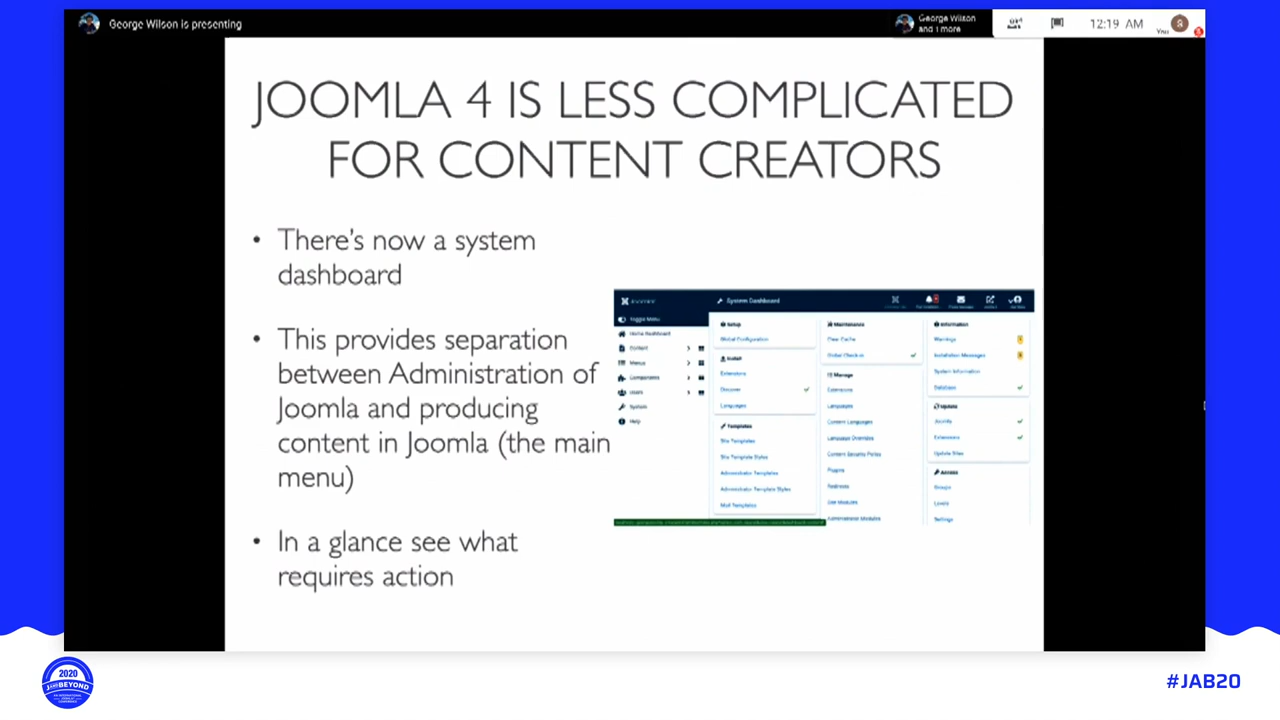 George Wilson is presenting
George Wilson
and 1 more
12:19 AM
You
S
JOOMLA 4 IS LESS COMPLICATED
FOR CONTENT CREATORS
• There's now a system
dashboard
• This provides separation
between Administration of
Joomla and producing
content in Joomla (the main
menu)
• In a glance see what
requires action
System Dashboard
Toggle Menu
Home Dashboard
Content
Menus
Components
Users
System
Help
Setup
Global Configuration
Install
Extensions
Discover
Languages
Templates
Site Templates
Site Template Styles
Administrator Templates
Administrator Template Styles
Mail Templates
Maintenance
Clear Cache
Global Check-in
Manage
Extensions
Languages
Content Languages
Language Overrides
Content Security Policy
Plugins
Redirects
Site Modules
Administrator Modules
Information
Warnings
Installation Messages
System Information
Database
Update
Joomla
Extensions
Update Sites
Access
Groups
Levels
Settings
2020
JANDBEYOND
#JAB20